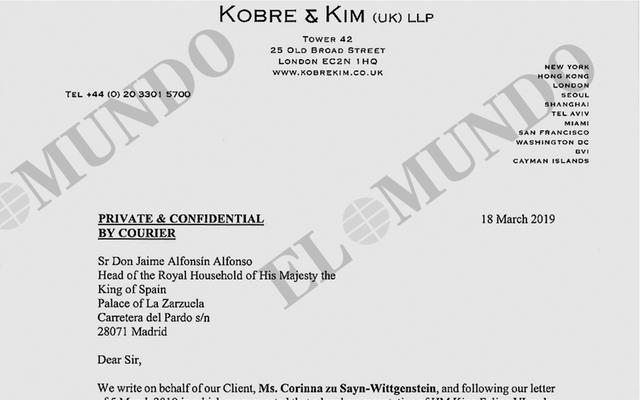 KOBRE & KIM (UK) LLP
TOWER 42
25 OLD BROAD STREET
LONDON EC2N 1HQ
WWW.KOBREKIM.CO.UK
TEL +44 (0) 20 3301 5700
NEW YORK
HONG KONG
LONDON
SEOUL
SHANGHAI
TEL AVIV
MIAMI
SAN FRANCISCO
WASHINGTON DC
BVI
CAYMAN ISLANDS
EL MUNDO
EL MUNDO
PRIVATE & CONFIDENTIAL
BY COURIER
18 March 2019
Sr Don Jaime Alfonsín Alfonso
Head of the Royal Household of His Majesty the
King of Spain
Palace of La Zarzuela
Carretera del Pardo s/n
28071 Madrid
Dear Sir,
We write on behalf of our Client, Ms. Corinna zu Sayn-Wittgenstein, and following our letter